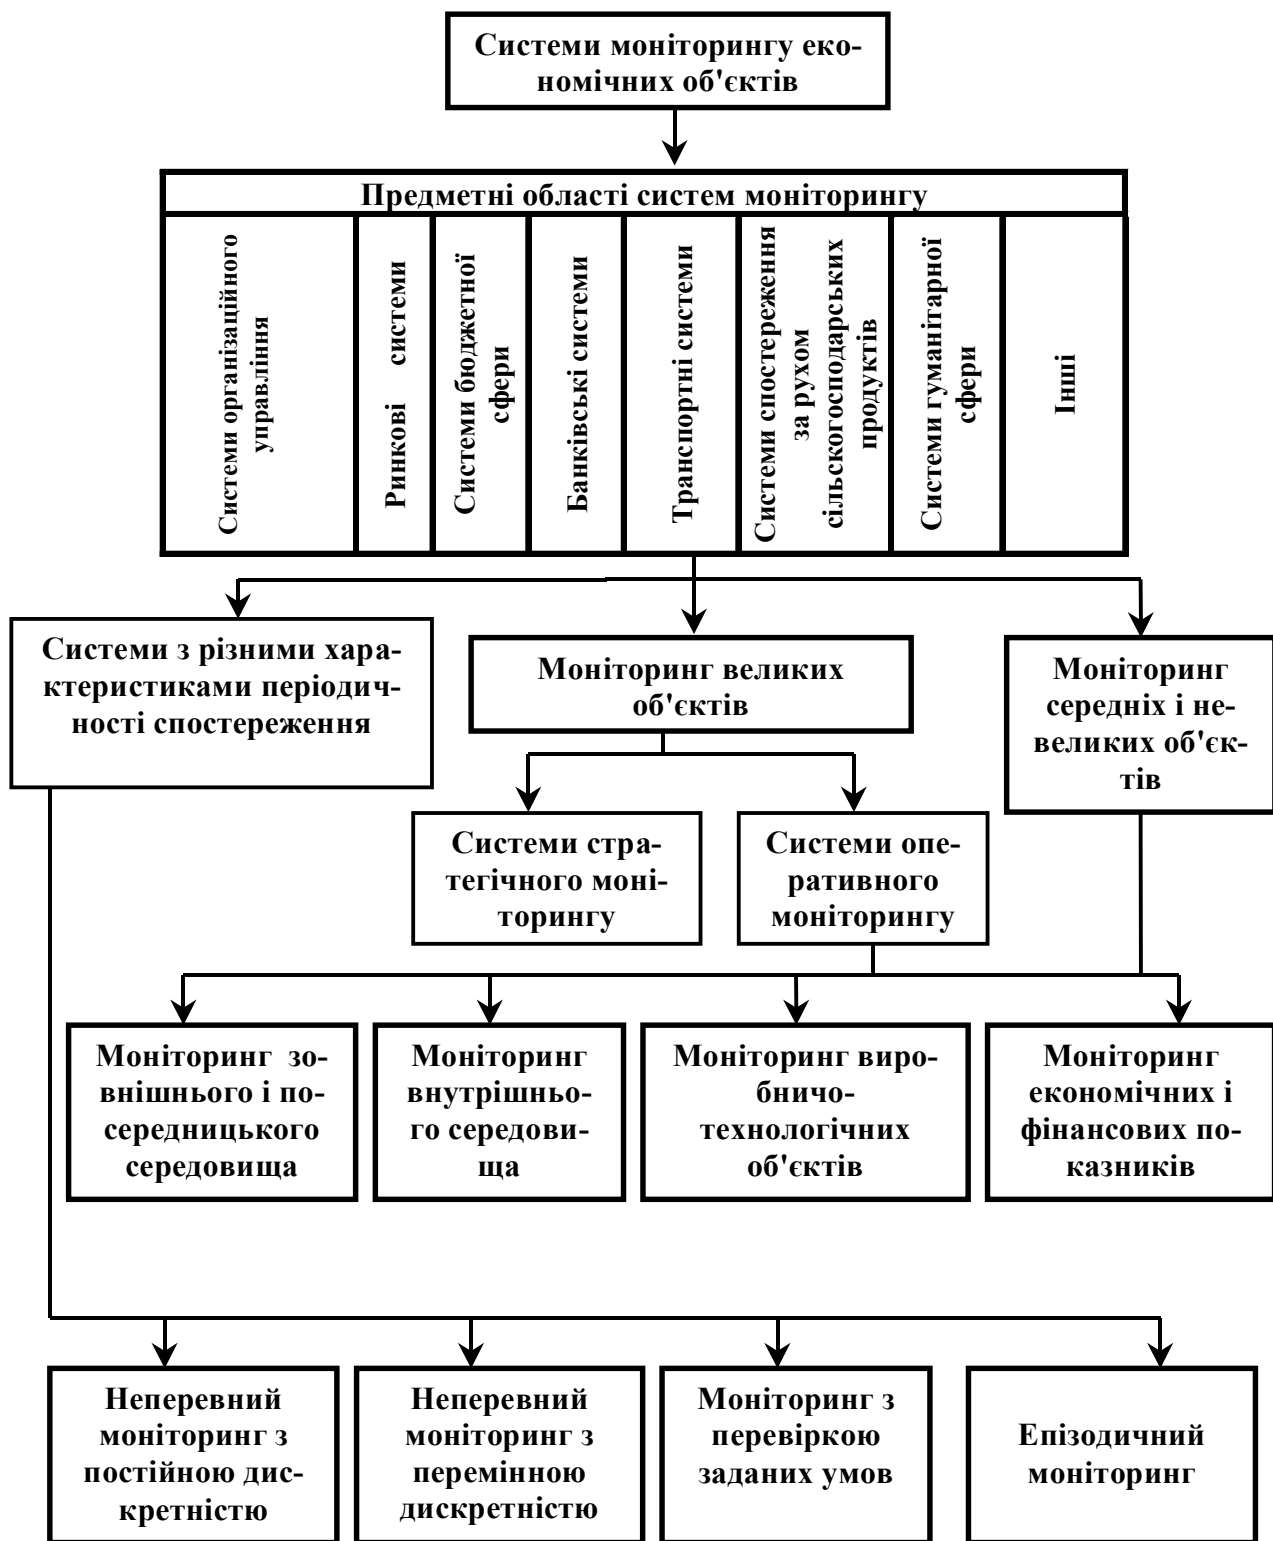 Системи моніторингу еко-
номічних об'єктів
Предметні області систем моніторингу
Системи організаційного
управління
Ринкові системи
Системи бюджетної
сфери
Банківські системи
Транспортні системи
Системи спостереження
за рухом
сільскогосподарських
продуктів
Системи гуманітарної
сфери
Інші
Системи з різними хара-
ктеристиками періодич-
ності спостереження
Моніторинг великих
об'єктів
Моніторинг
середніх і не-
великих об'єк-
тів
Системи стра-
тегічного моні-
торингу
Системи опе-
ративного
моніторингу
Моніторинг зо-
внішнього і по-
середницького
середовища
Моніторинг
внутрішньо-
го середови-
ща
Моніторинг виро-
бничо-
технологічних
об'єктів
Моніторинг
економічних і
фінансових по-
казників
Неперевний
моніторинг з
постійною дис-
кретністю
Неперевний
моніторинг з
перемінною
дискретністю
Моніторинг з
перевіркою
заданих умов
Епізодичний
моніторинг